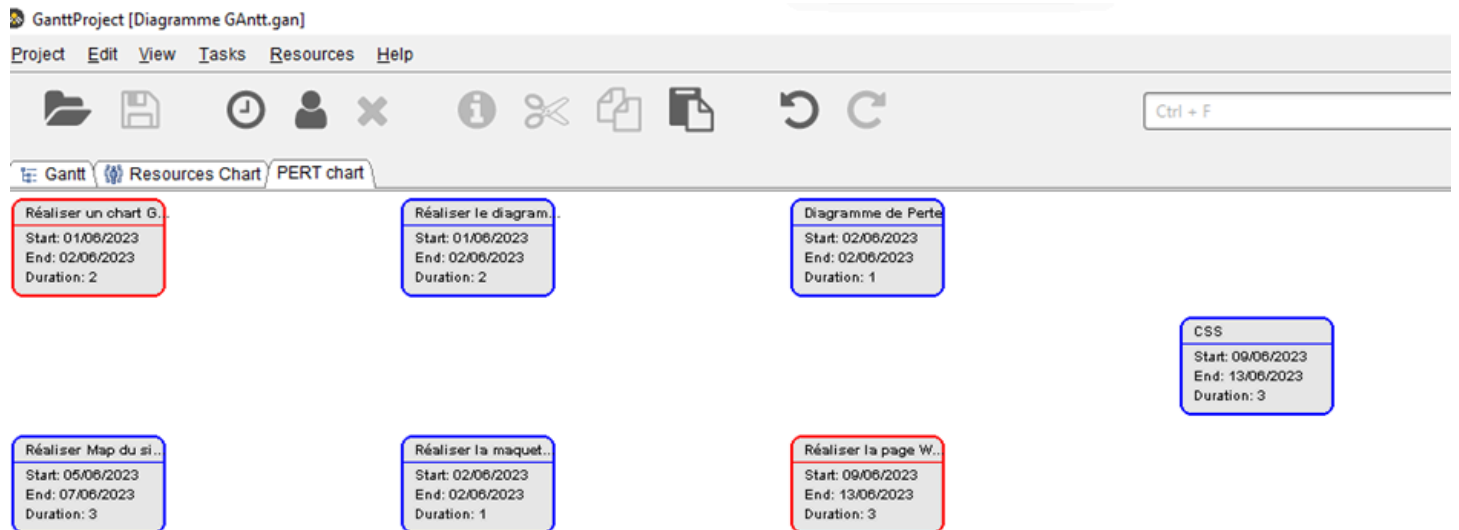 GanttProject [Diagramme GAntt.gan]
Project Edit View Tasks Resources Help
Ctrl + F
Gantt Resources Chart PERT chart
Réaliser un chart G...
Start: 01/06/2023
End: 02/06/2023
Duration: 2
Réaliser le diagram...
Start: 01/06/2023
End: 02/06/2023
Duration: 2
Diagramme de Perte
Start: 02/06/2023
End: 02/06/2023
Duration: 1
CSS
Start: 09/06/2023
End: 13/06/2023
Duration: 3
Réaliser Map du si...
Start: 05/06/2023
End: 07/06/2023
Duration: 3
Réaliser la maquet...
Start: 02/06/2023
End: 02/06/2023
Duration: 1
Réaliser la page W...
Start: 09/06/2023
End: 13/06/2023
Duration: 3